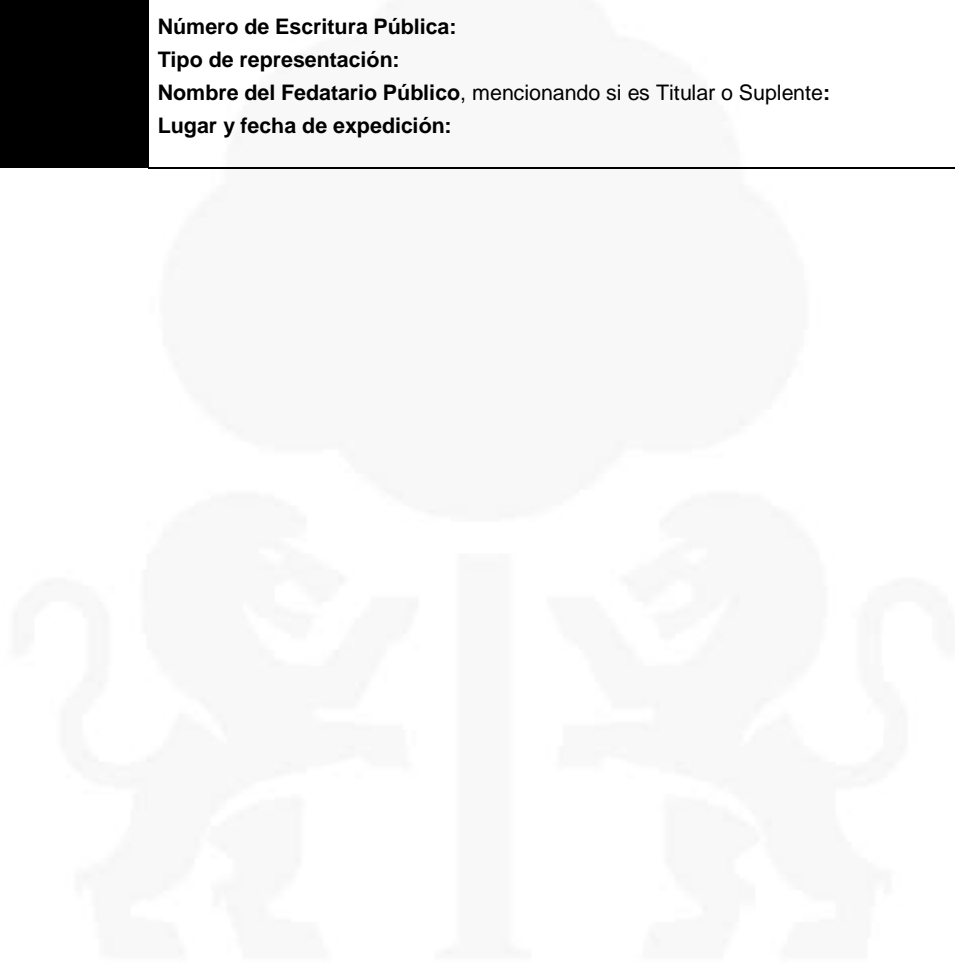 Número de Escritura Pública:
Tipo de representación:
Nombre del Fedatario Público, mencionando si es Titular o Suplente:
Lugar y fecha de expedición: